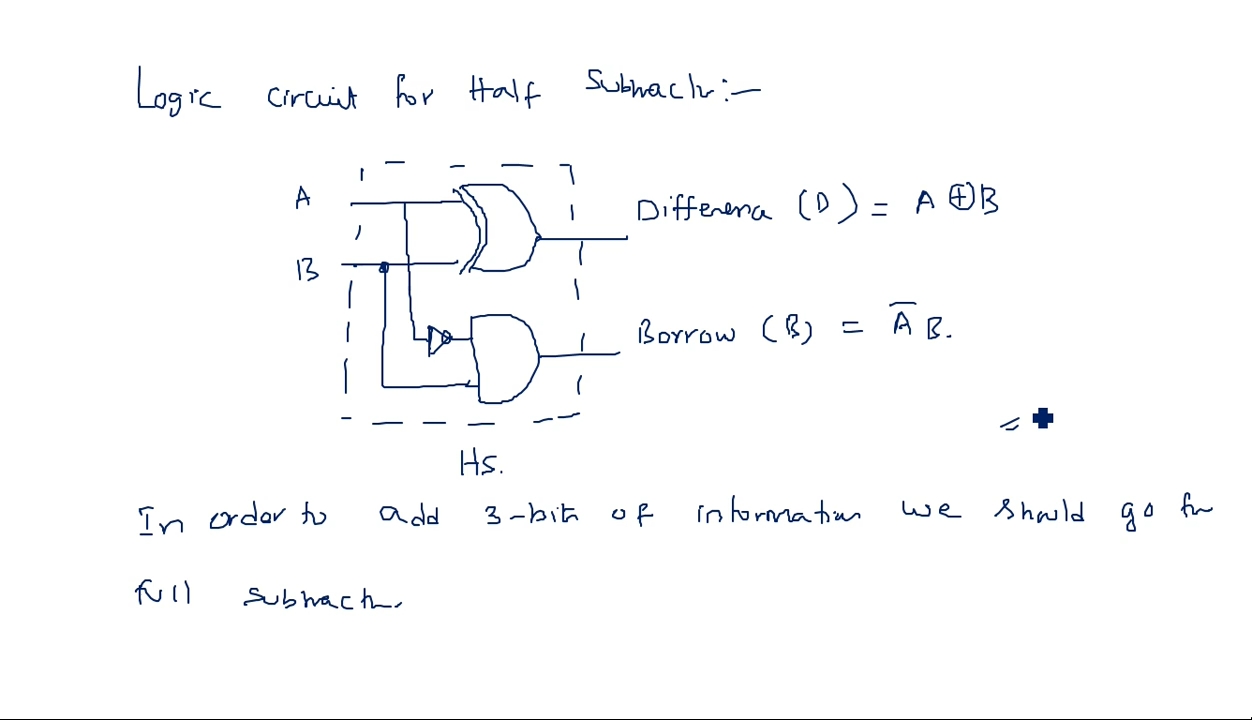 Logic circuit for Half Subtractor:-
A
Difference (D) = A ⊕ B
B
Borrow (B) = A̅ B.
=
HS.
In order to add 3-bits of information we should go for
full subtractor